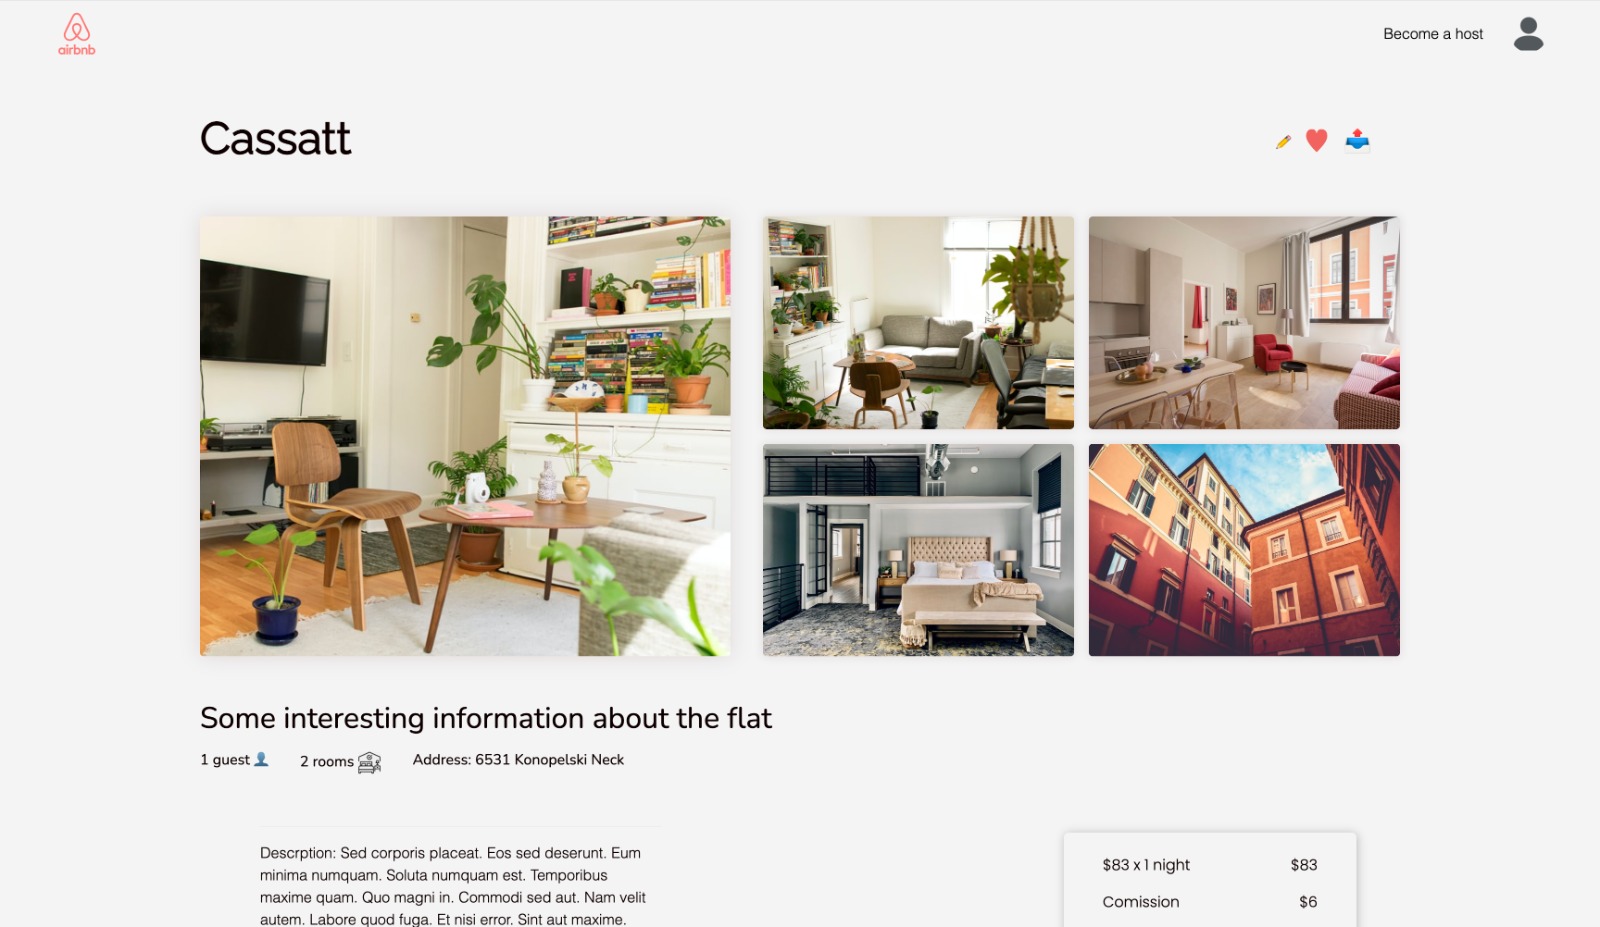 airbnb
Become a host
Cassatt
Some interesting information about the flat
1 guest
2 rooms
Address: 6531 Konopelski Neck
Descrption: Sed corporis placeat. Eos sed deserunt. Eum
minima numquam. Soluta numquam est. Temporibus
maxime quam. Quo magni in. Commodi sed aut. Nam velit
autem. Labore quod fuga. Et nisi error. Sint aut maxime.
$83 x 1 night $83
Comission $6